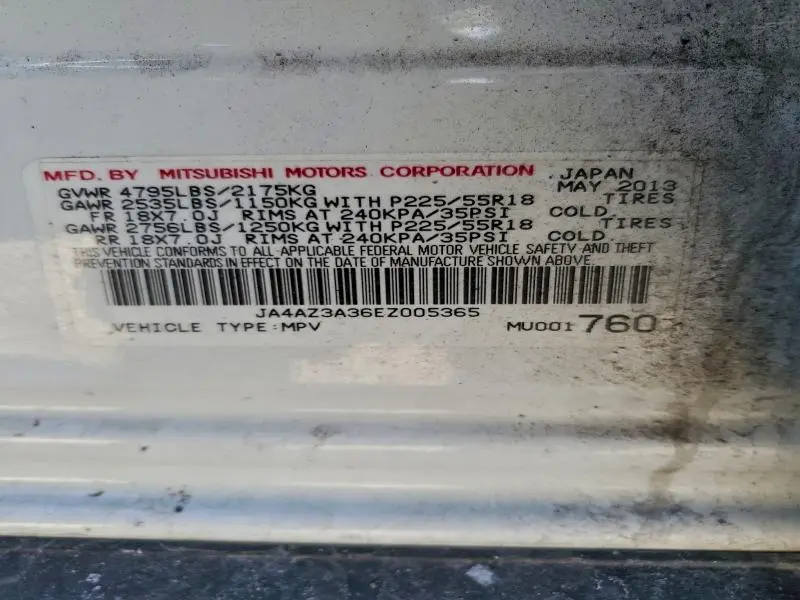 MFD. BY MITSUBISHI MOTORS CORPORATION JAPAN
GVWR 4795LBS/2175KG MAY 2013
GAWR 2535LBS/1150KG WITH P225/55R18 TIRES
FR 18X7.0J RIMS AT 240KPA/35PSI COLD
GAWR 2756LBS/1250KG WITH P225/55R18 TIRES
RR 18X7.0J RIMS AT 240KPA/35PSI COLD
THIS VEHICLE CONFORMS TO ALL APPLICABLE FEDERAL MOTOR VEHICLE SAFETY AND THEFT
PREVENTION STANDARDS IN EFFECT ON THE DATE OF MANUFACTURE SHOWN ABOVE.
JA4AZ3A36EZ005365
VEHICLE TYPE:MPV MU001760